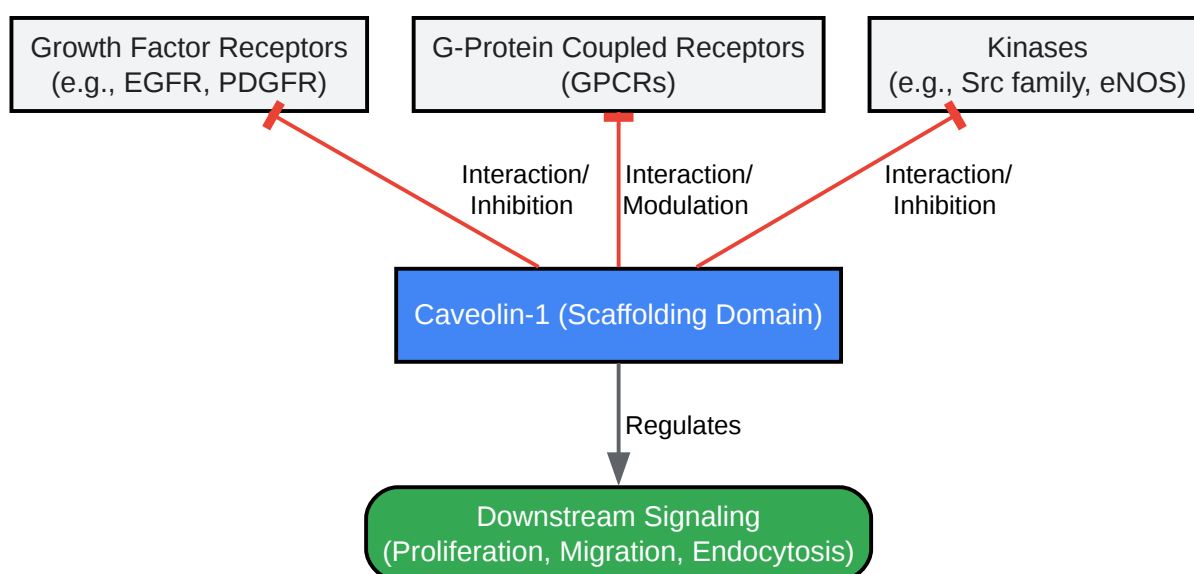 Growth Factor Receptors
(e.g., EGFR, PDGFR)
G-Protein Coupled Receptors
(GPCRs)
Kinases
(e.g., Src family, eNOS)
Interaction/
Inhibition
Interaction/
Modulation
Interaction/
Inhibition
Caveolin-1 (Scaffolding Domain)
Regulates
Downstream Signaling
(Proliferation, Migration, Endocytosis)